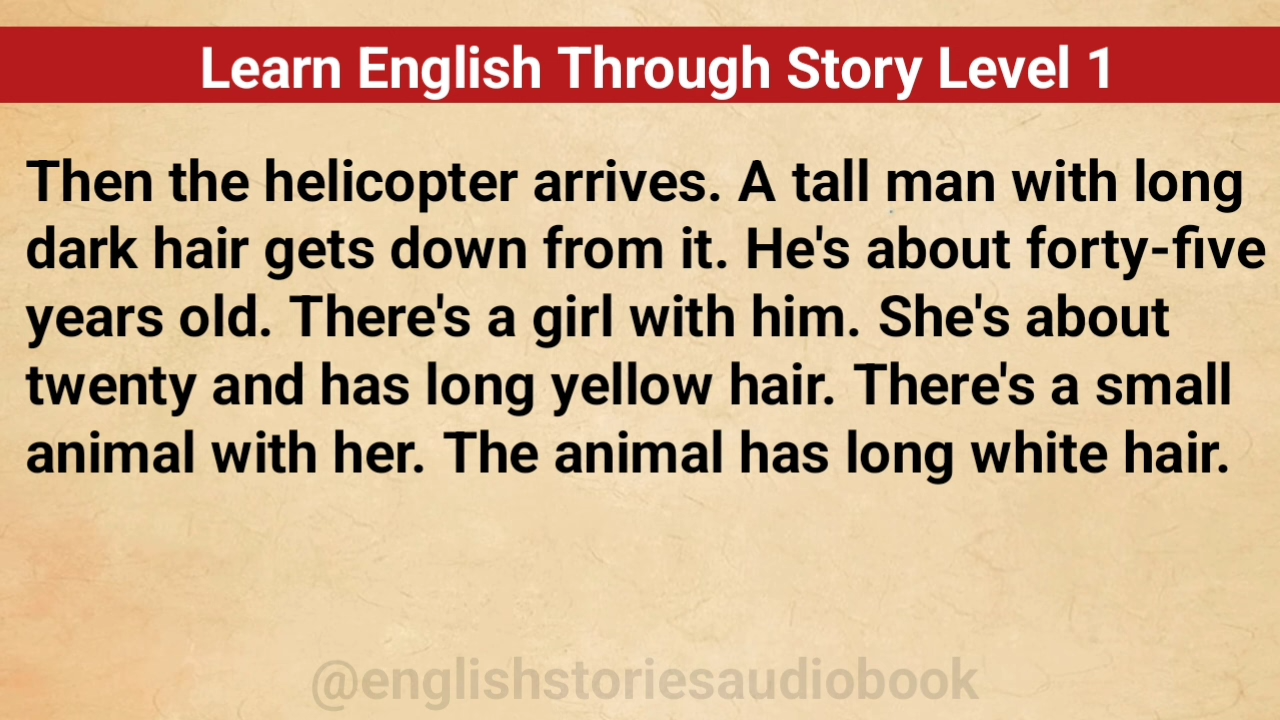 Learn English Through Story Level 1
Then the helicopter arrives. A tall man with long
dark hair gets down from it. He's about forty-five
years old. There's a girl with him. She's about
twenty and has long yellow hair. There's a small
animal with her. The animal has long white hair.
@englishstoriesaudiobook